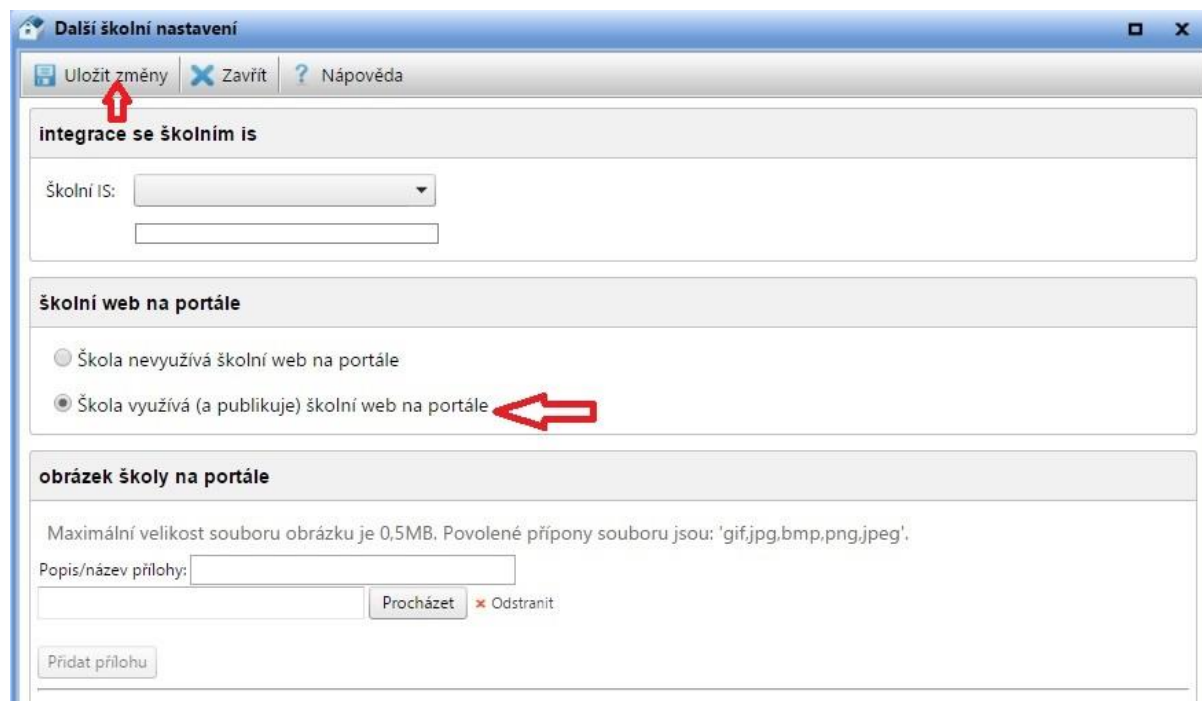 Další školní nastavení
Uložit změny Zavřít ? Nápověda
integrace se školním is
Školní IS:
školní web na portále
Škola nevyužívá školní web na portále
Škola využívá (a publikuje) školní web na portále
obrázek školy na portále
Maximální velikost souboru obrázku je 0,5MB. Povolené přípony souboru jsou: 'gif,jpg,bmp,png,jpeg'.
Popis/název přílohy:
Procházet × Odstranit
Přidat přílohu